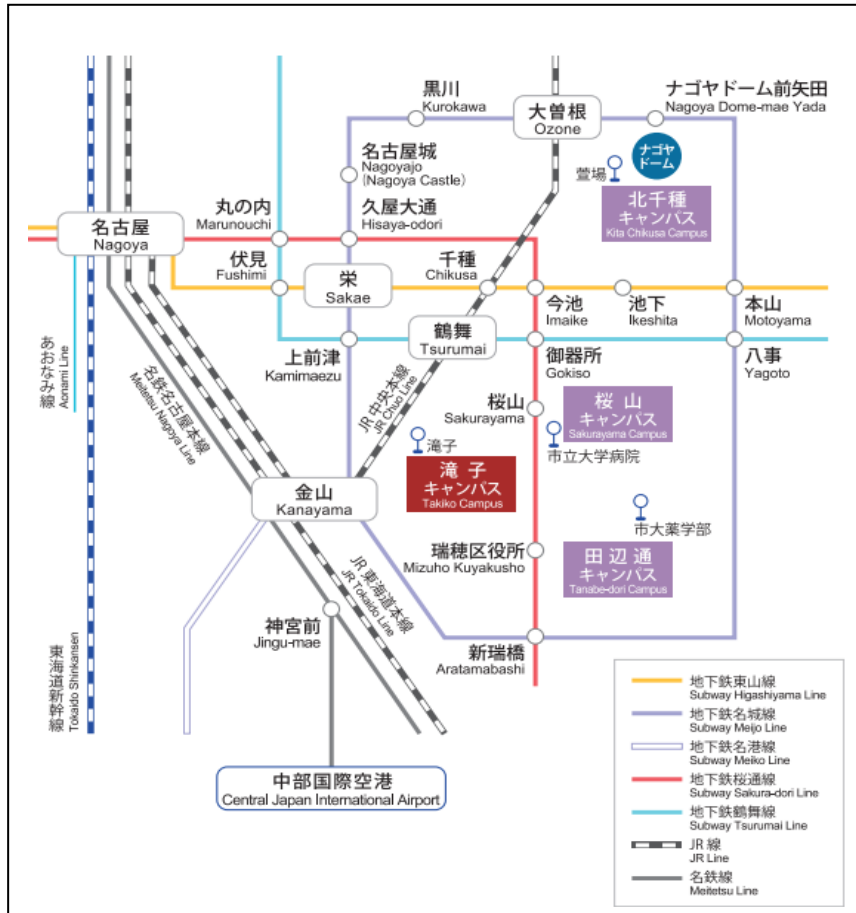 黒川
Kurokawa
大曽根
Ozone
ナゴヤドーム前矢田
Nagoya Dome-mae Yada
ナゴヤ
ドーム
名古屋城
Nagoyajo
(Nagoya Castle)
萱場
北千種
キャンパス
Kita Chikusa Campus
名古屋
Nagoya
丸の内
Marunouchi
久屋大通
Hisaya-odori
伏見
Fushimi
栄
Sakae
千種
Chikusa
今池
Imaike
池下
Ikeshita
本山
Motoyama
あおなみ線
Aonami Line
上前津
Kamimaezu
鶴舞
Tsurumai
御器所
Gokiso
八事
Yagoto
名鉄名古屋本線
Meitetsu Nagoya Line
JR中央本線
JR Chuo Line
桜山
Sakurayama
桜 山
キャンパス
Sakurayama Campus
滝子
市立大学病院
滝 子
キャンパス
Takiko Campus
金山
Kanayama
市大薬学部
瑞穂区役所
Mizuho Kuyakusho
田辺通
キャンパス
Tanabe-dori Campus
JR 東海道本線
JR Tokaido Line
神宮前
Jingu-mae
新瑞橋
Aratamabashi
東海道新幹線
Tokaido Shinkansen
中部国際空港
Central Japan International Airport
地下鉄東山線
Subway Higashiyama Line
地下鉄名城線
Subway Meijo Line
地下鉄名港線
Subway Meiko Line
地下鉄桜通線
Subway Sakura-dori Line
地下鉄鶴舞線
Subway Tsurumai Line
JR 線
JR Line
名鉄線
Meitetsu Line